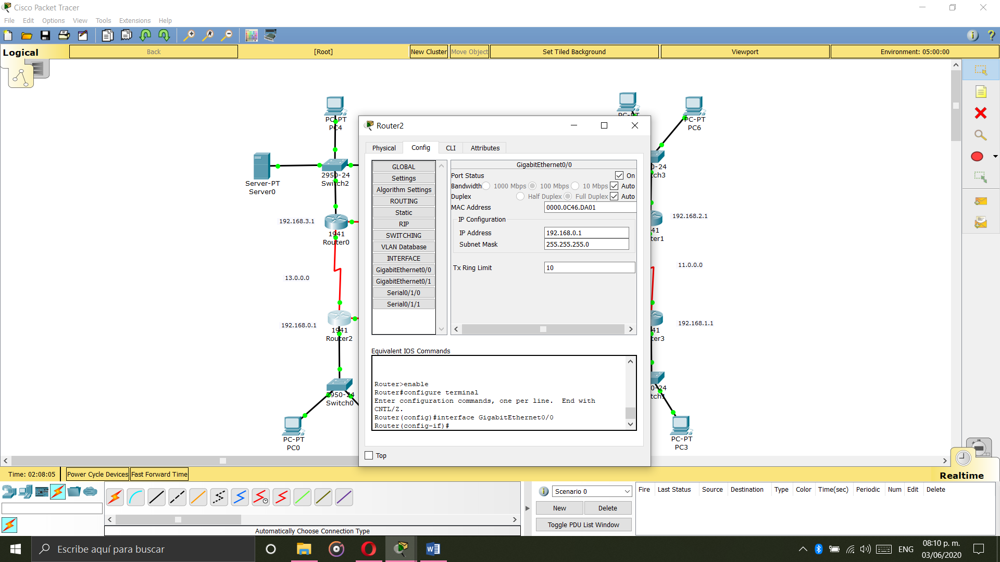 Cisco Packet Tracer
File Edit Options View Tools Extensions Help
Logical
Back
[Root]
New Cluster
Move Object
Set Tiled Background
Viewport
Environment: 05:00:00
PC-PT
PC4
Server-PT
Server0
2950-24
Switch2
192.168.3.1
1941
Router0
13.0.0.0
192.168.0.1
1941
Router2
2950-24
Switch0
PC-PT
PC0
PC-PT
PC-PT
PC6
0-24
tch3
192.168.2.1
41
ter1
11.0.0.0
192.168.1.1
41
ter3
0-24
tch1
PC-PT
PC3
Router2
Physical Config CLI Attributes
GLOBAL
Settings
Algorithm Settings
ROUTING
Static
RIP
SWITCHING
VLAN Database
INTERFACE
GigabitEthernet0/0
GigabitEthernet0/1
Serial0/1/0
Serial0/1/1
GigabitEthernet0/0
Port Status On
Bandwidth 1000 Mbps 100 Mbps 10 Mbps Auto
Duplex Half Duplex Full Duplex Auto
MAC Address 0000.0C46.DA01
IP Configuration
IP Address 192.168.0.1
Subnet Mask 255.255.255.0
Tx Ring Limit 10
Equivalent IOS Commands
Router>enable
Router#configure terminal
Enter configuration commands, one per line.  End with
CNTL/Z.
Router(config)#interface GigabitEthernet0/0
Router(config-if)#
Top
Time: 02:08:05
Power Cycle Devices
Fast Forward Time
Realtime
Automatically Choose Connection Type
Scenario 0
New
Delete
Toggle PDU List Window
Fire Last Status Source Destination Type Color Time(sec) Periodic Num Edit Delete
Escribe aquí para buscar
ENG
08:10 p. m.
03/06/2020